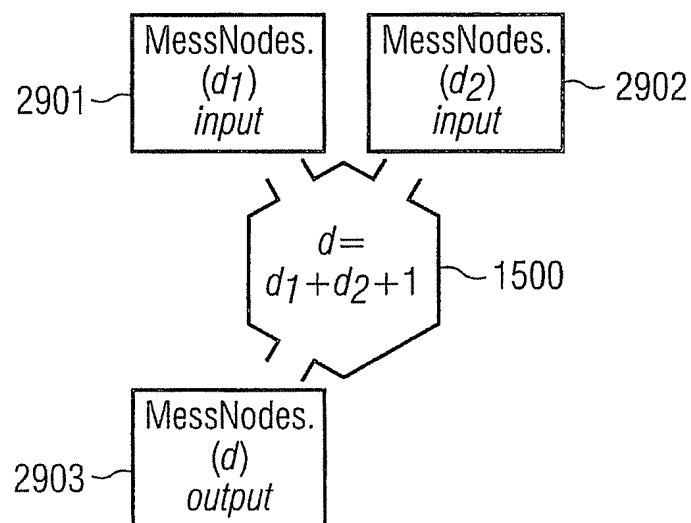 MessNodes.
(d1)
input
MessNodes.
(d2)
input
2901
2902
d=
d1+d2+1
1500
MessNodes.
(d)
output
2903